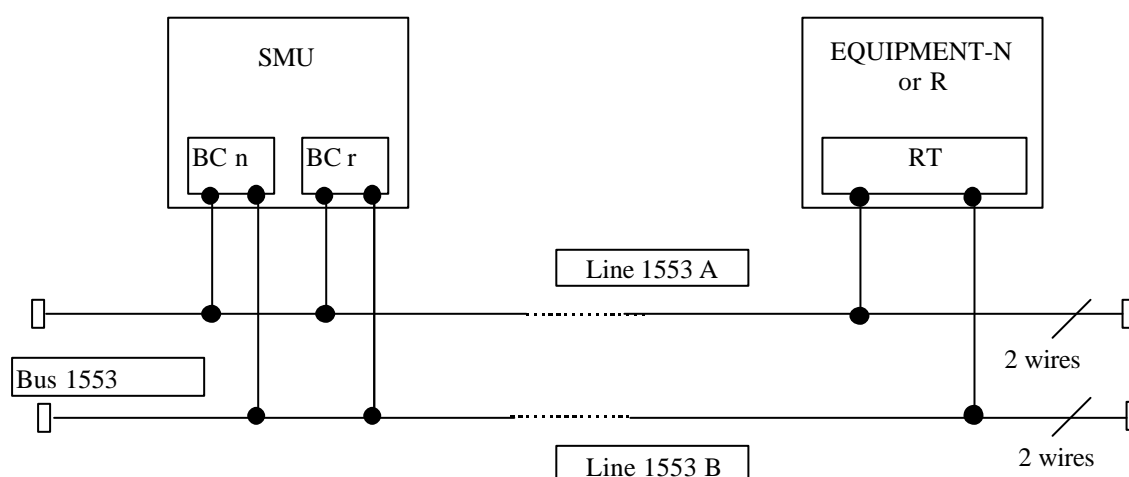 SMU
EQUIPMENT-N
or R
BC n
BC r
RT
Line 1553 A
2 wires
Bus 1553
2 wires
Line 1553 B